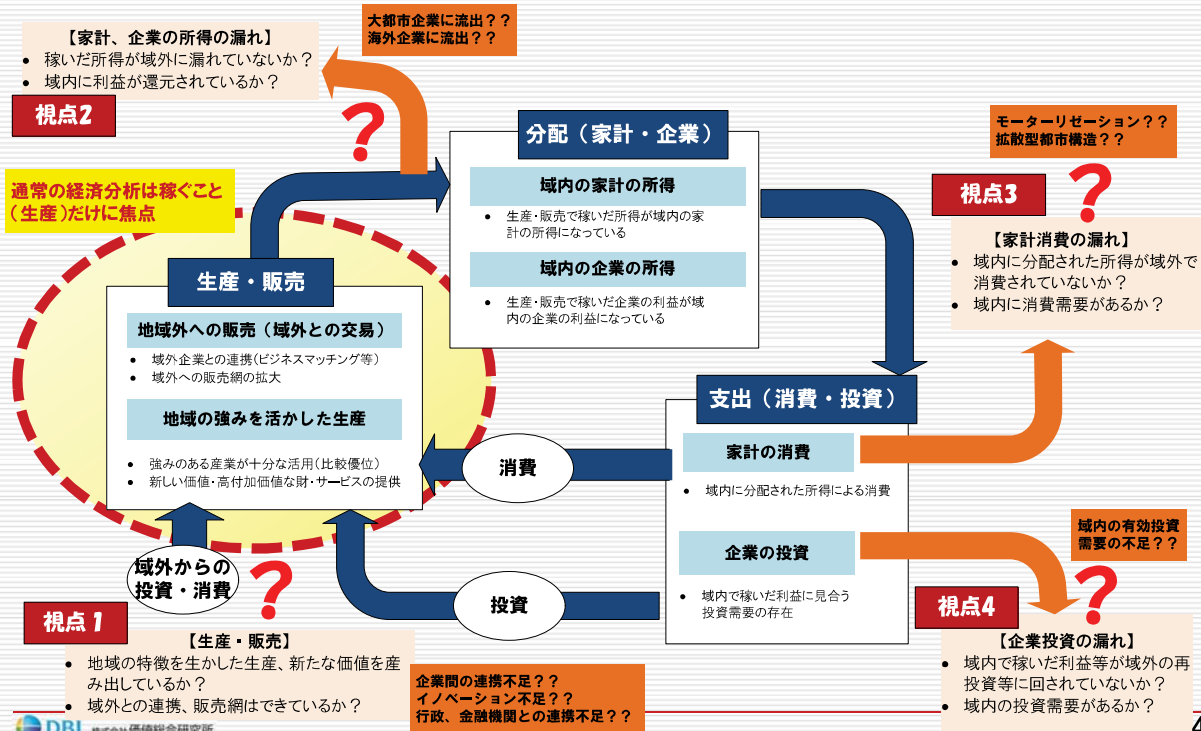 大都市企業に流出？？
海外企業に流出？？
【家計、企業の所得の漏れ】
• 稼いだ所得が域外に漏れていないか？
• 域内に利益が還元されているか？
視点2
?
分配（家計・企業）
域内の家計の所得
• 生産・販売で稼いだ所得が域内の家
計の所得になっている
域内の企業の所得
• 生産・販売で稼いだ企業の利益が域
内の企業の利益になっている
モーターリゼーション？？
拡散型都市構造？？
視点3
?
【家計消費の漏れ】
• 域内に分配された所得が域外で
消費されていないか？
• 域内に消費需要があるか？
通常の経済分析は稼ぐこと
（生産）だけに焦点
生産・販売
地域外への販売（域外との交易）
• 域外企業との連携(ビジネスマッチング等)
• 域外への販売網の拡大
地域の強みを活かした生産
• 強みのある産業が十分な活用(比較優位)
• 新しい価値・高付加価値な財・サービスの提供
支出（消費・投資）
家計の消費
• 域内に分配された所得による消費
企業の投資
• 域内で稼いだ利益に見合う
投資需要の存在
消費
投資
域外からの
投資・消費
?
視点1
【生産・販売】
• 地域の特徴を生かした生産、新たな価値を産
み出しているか？
• 域外との連携、販売網はできているか？
企業間の連携不足？？
イノベーション不足？？
行政、金融機関との連携不足？？
域内の有効投資
需要の不足？？
視点4
?
【企業投資の漏れ】
• 域内で稼いだ利益等が域外の再
投資等に回されていないか？
• 域内の投資需要があるか？
DBJ 株式会社価値総合研究所
4